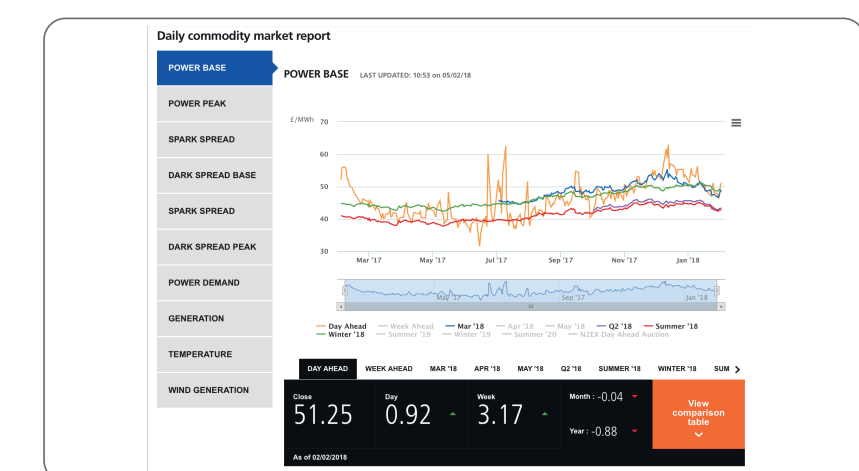 Daily commodity market report
POWER BASE
POWER PEAK
SPARK SPREAD
DARK SPREAD BASE
SPARK SPREAD
DARK SPREAD PEAK
POWER DEMAND
GENERATION
TEMPERATURE
WIND GENERATION
POWER BASE LAST UPDATED: 10:53 on 05/02/18
£/MWh
70
60
50
40
30
Mar '17 May '17 Jul '17 Sep '17 Nov '17 Jan '18
May '17 Sep '17 Jan '18
Day Ahead Week Ahead Mar '18 Apr '18 May '18 Q2 '18 Summer '18
Winter '18 Summer '19 Winter '19 Summer '20 N2EX Day Ahead Auction
DAY AHEAD WEEK AHEAD MAR '18 APR '18 MAY '18 Q2 '18 SUMMER '18 WINTER '18 SUM
Close Day Week Month : -0.04
51.25 0.92 3.17
Year : -0.88
View
comparison
table
As of 02/02/2018